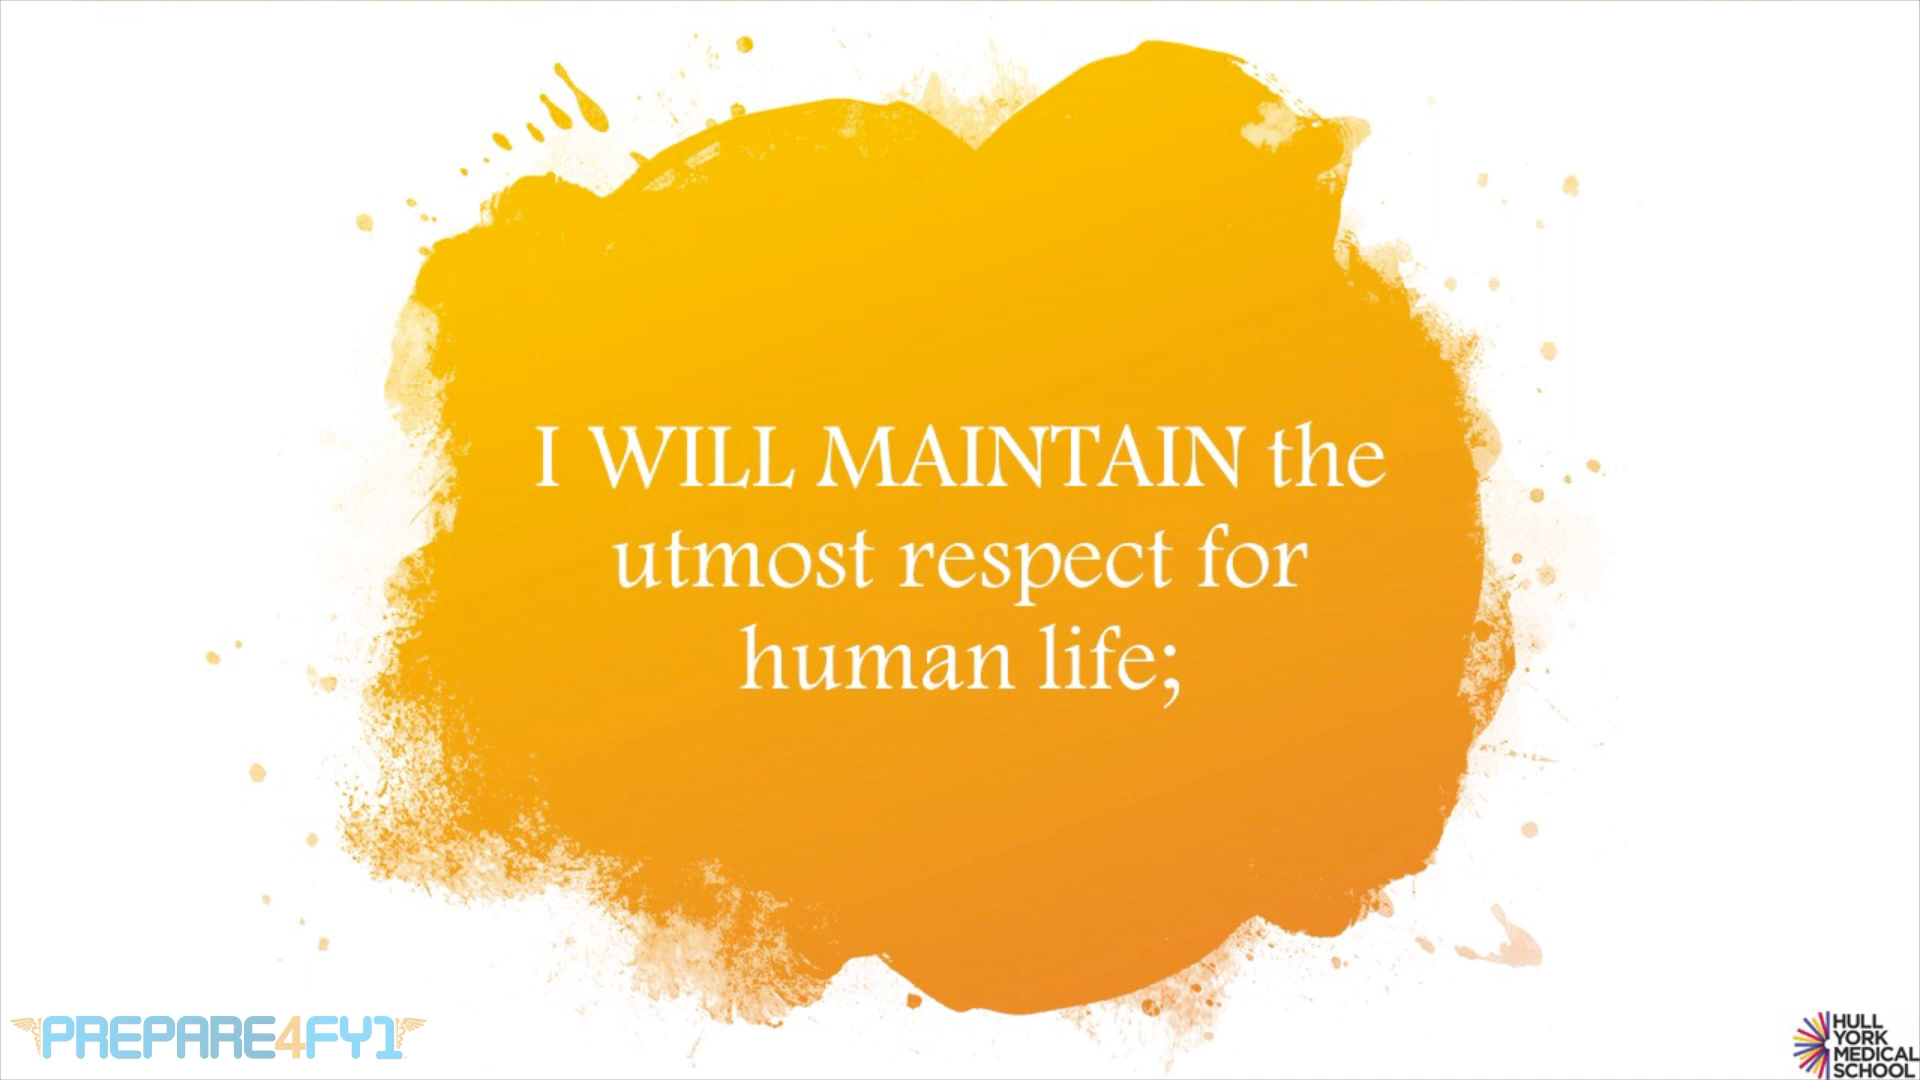 I WILL MAINTAIN the
utmost respect for
human life;
PREPARE4FY1
HULL
YORK
MEDICAL
SCHOOL